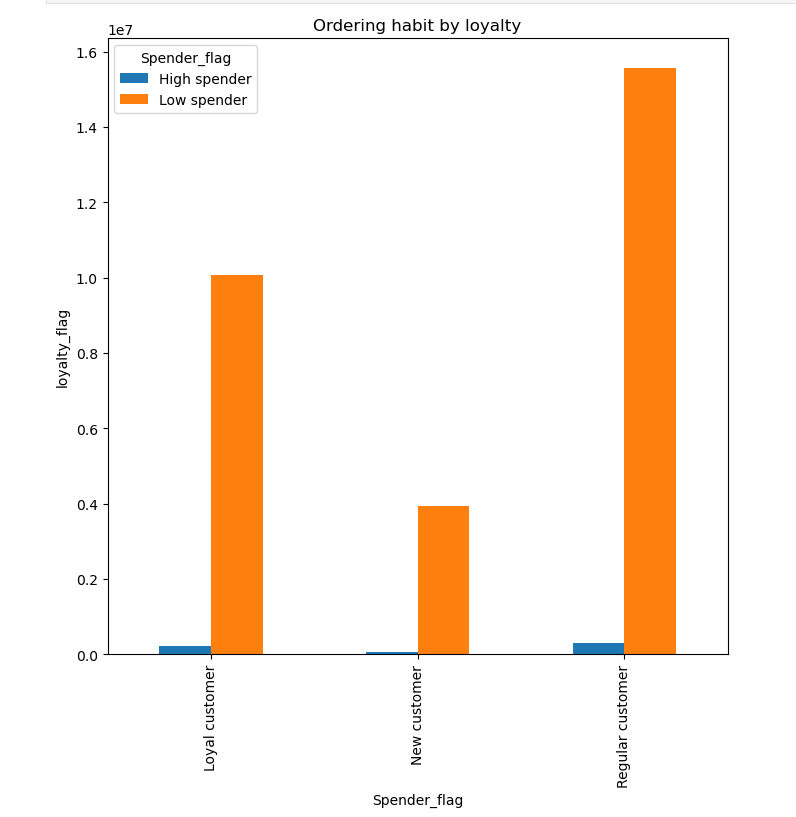 Ordering habit by loyalty
1e7
Spender_flag
High spender
Low spender
1.6
1.4
1.2
1.0
0.8
0.6
0.4
0.2
0.0
loyalty_flag
Loyal customer
New customer
Regular customer
Spender_flag